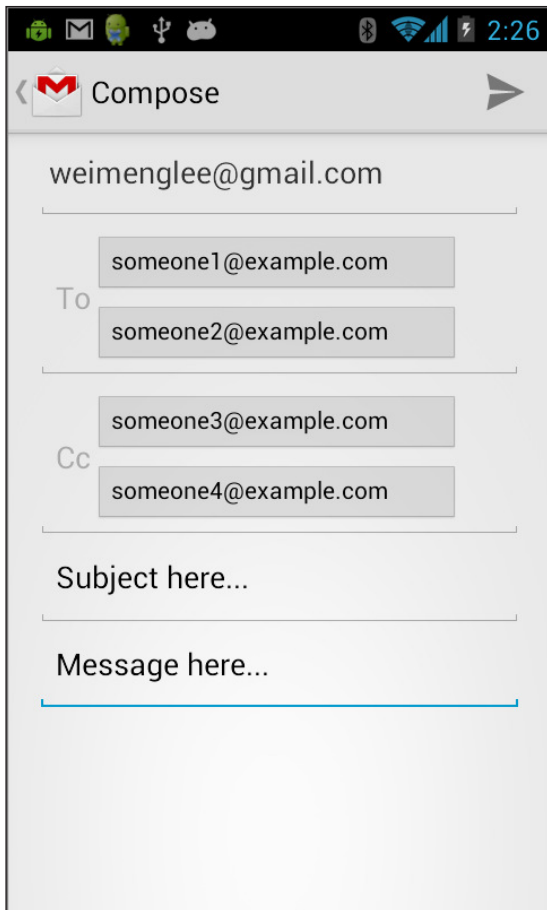 2:26
Compose
weimenglee@gmail.com
To
someone1@example.com
someone2@example.com
Cc
someone3@example.com
someone4@example.com
Subject here...
Message here...